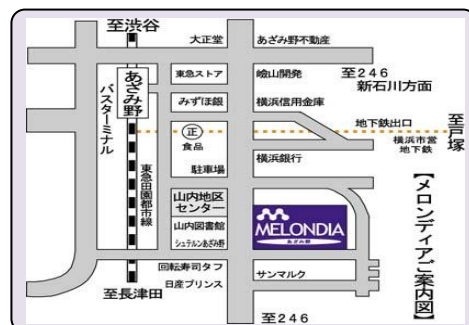 至渋谷
大正堂
あざみ野不動産
東急ストア
嶮山開発
至246
新石川方面
あざみ野
バスターミナル
みずほ銀
横浜信用金庫
地下鉄出口
至戸塚
正
食品
横浜市営
地下鉄
駐車場
横浜銀行
東急田園都市線
山内地区
センター
山内図書館
シェテルンあざみ野
MELONDIA
あざみ野
【メロンディアご案内図】
回転寿司タフ
サンマルク
日産プリンス
至長津田
至246